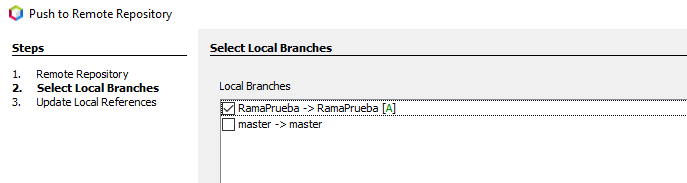 Push to Remote Repository
Steps
1. Remote Repository
2. Select Local Branches
3. Update Local References
Select Local Branches
Local Branches
RamaPrueba -> RamaPrueba [A]
master -> master